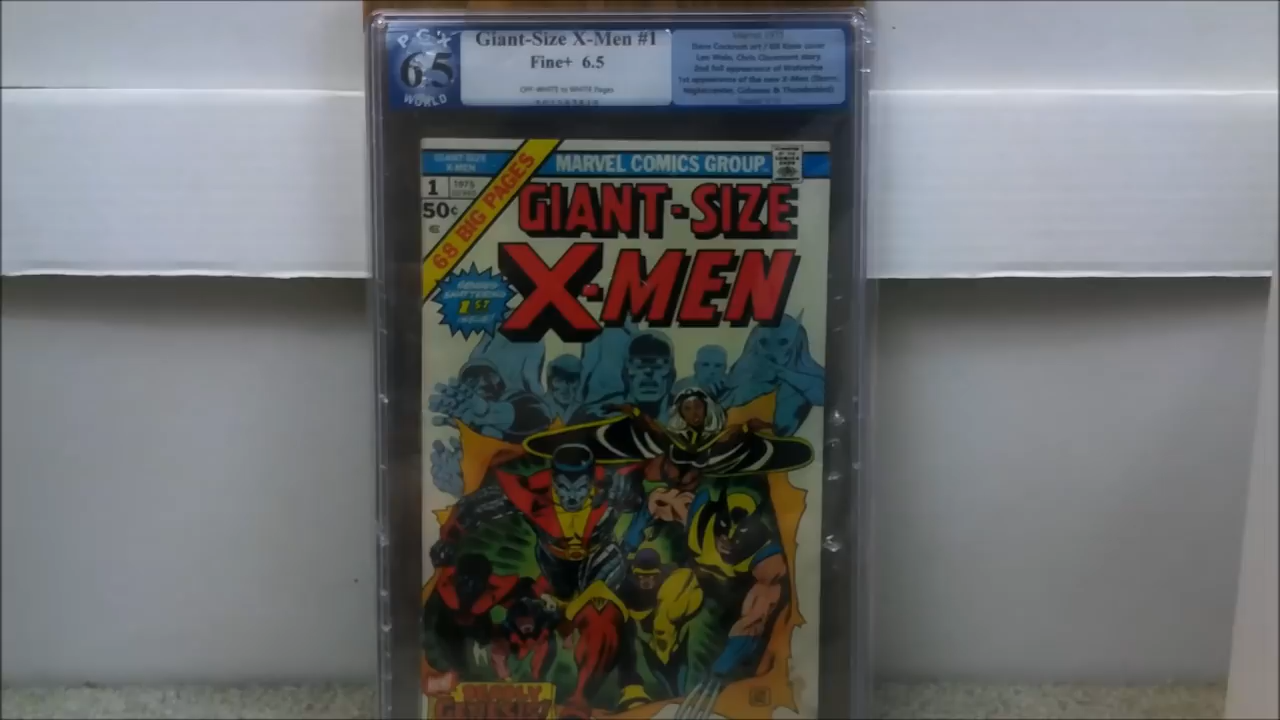 PGX
6.5
WORLD
Giant-Size X-Men #1
Fine+ 6.5
OFF-WHITE to WHITE Pages
Dave Cockrum art / Gil Kane cover
Len Wein, Chris Claremont story
2nd full appearance of Wolverine
1st appearance of the new X-Men (Storm,
Nightcrawler, Colossus & Thunderbird)
GIANT-SIZE
X-MEN
1 1975
50¢
68 BIG PAGES
MARVEL COMICS GROUP
GIANT-SIZE
X-MEN
1ST
ISSUE!
DEADLY
GENESIS!